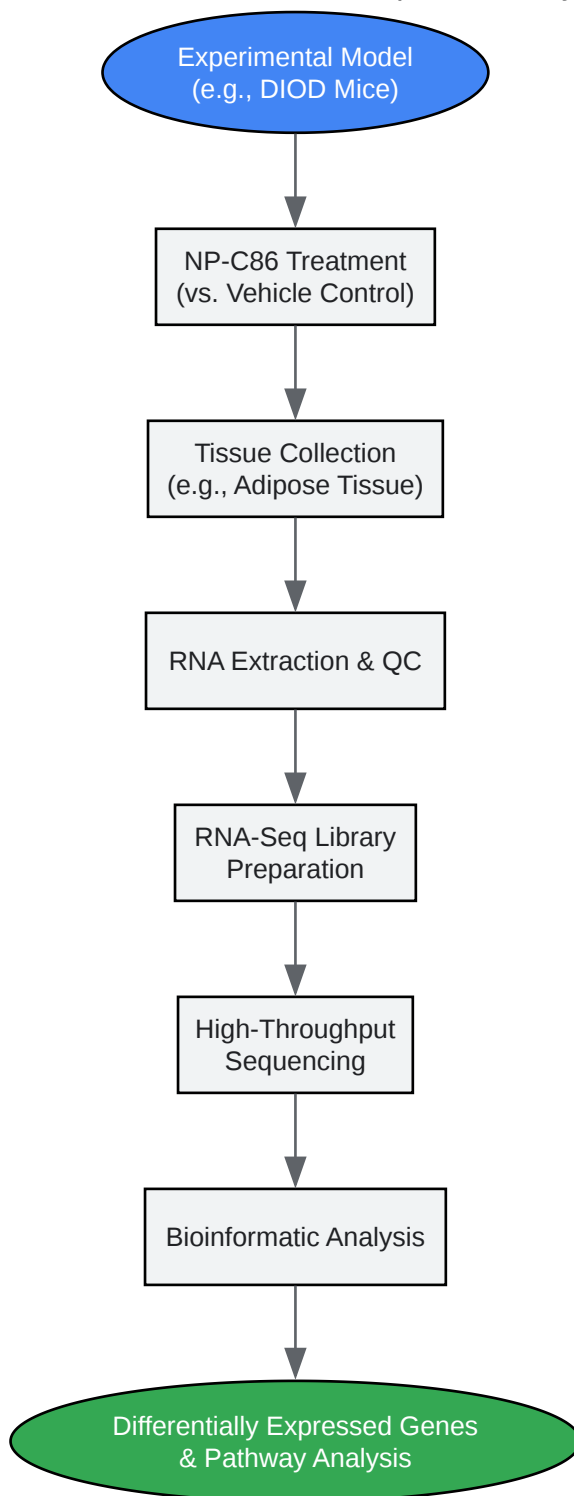 Experimental Model
(e.g., DIOD Mice)
NP-C86 Treatment
(vs. Vehicle Control)
Tissue Collection
(e.g., Adipose Tissue)
RNA Extraction & QC
RNA-Seq Library
Preparation
High-Throughput
Sequencing
Bioinformatic Analysis
Differentially Expressed Genes
& Pathway Analysis